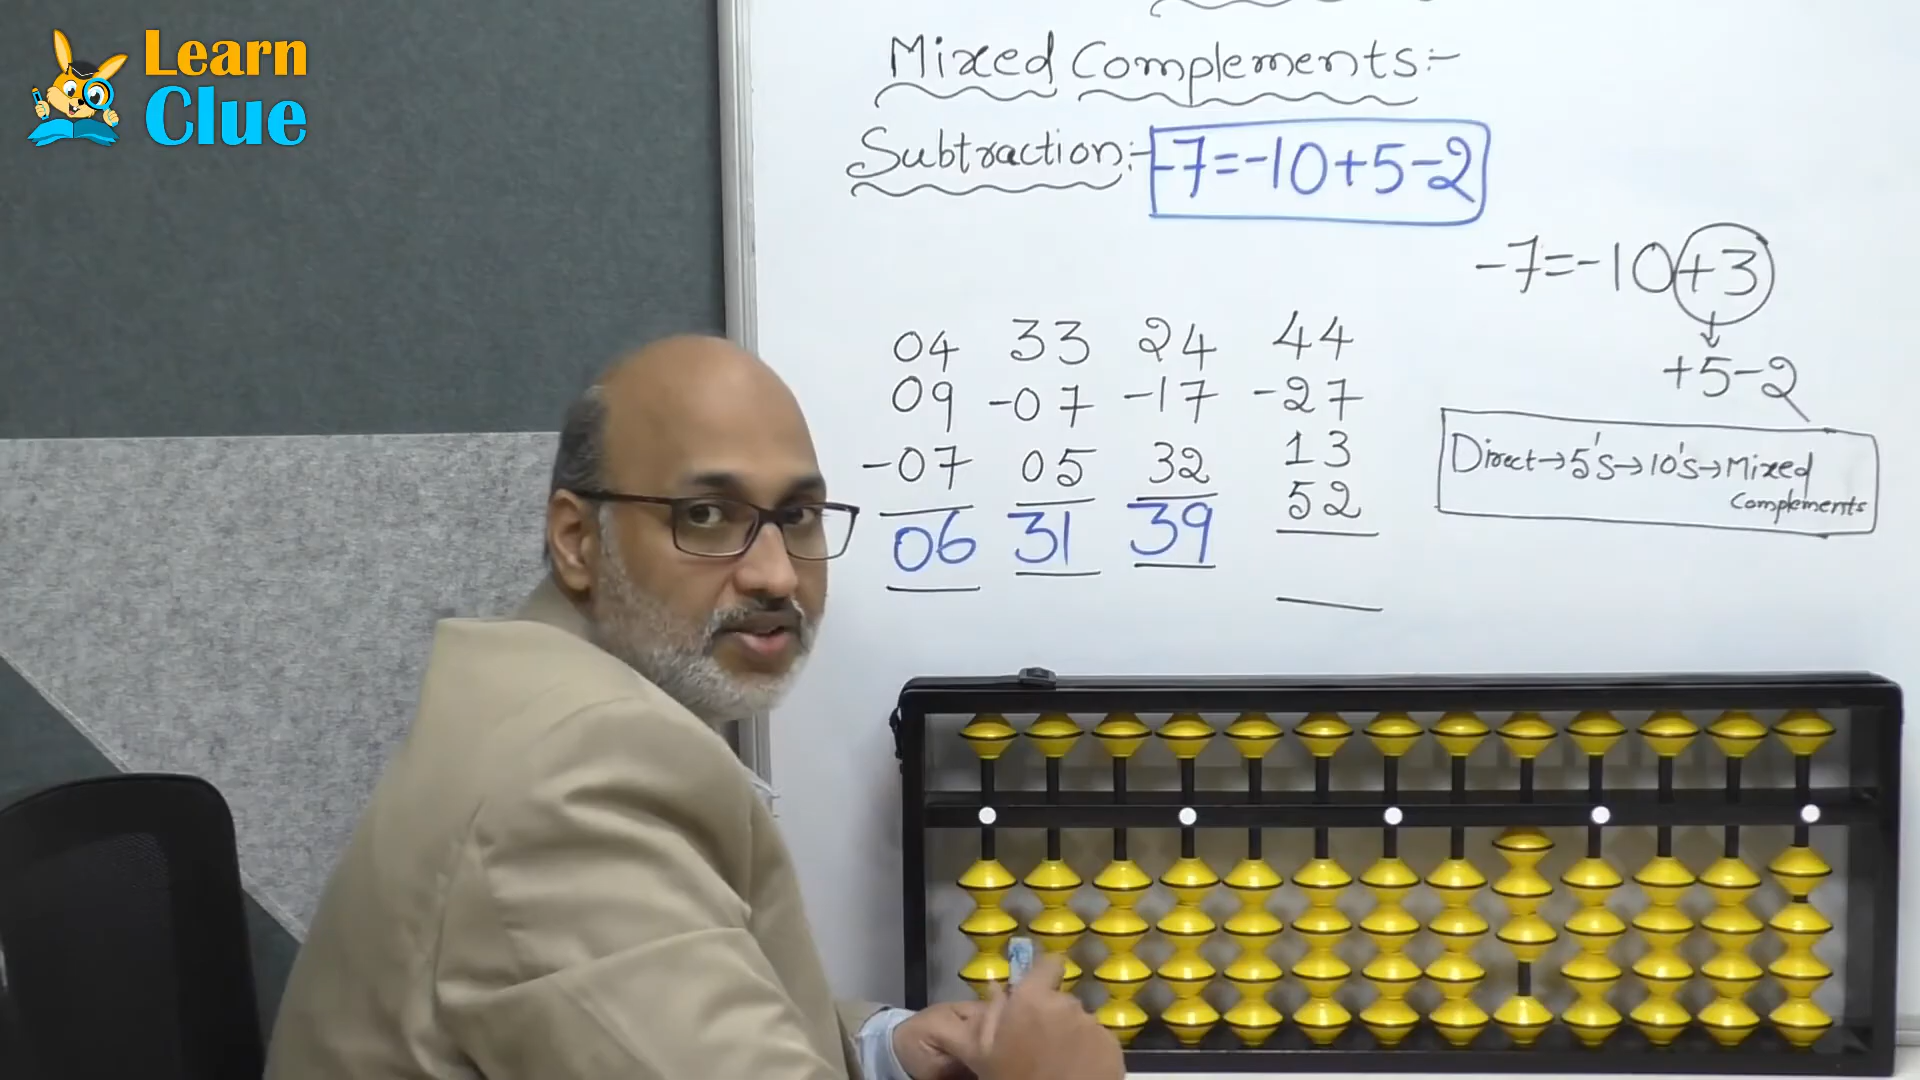 Learn
Clue
Mixed Complements:-
Subtraction:- -7=-10+5-2
-7=-10+3
+5-2
04 33 24 44
09 -07 -17 -27
-07 05 32 13
06 31 39 52
Direct→5's→10's→Mixed
Complements